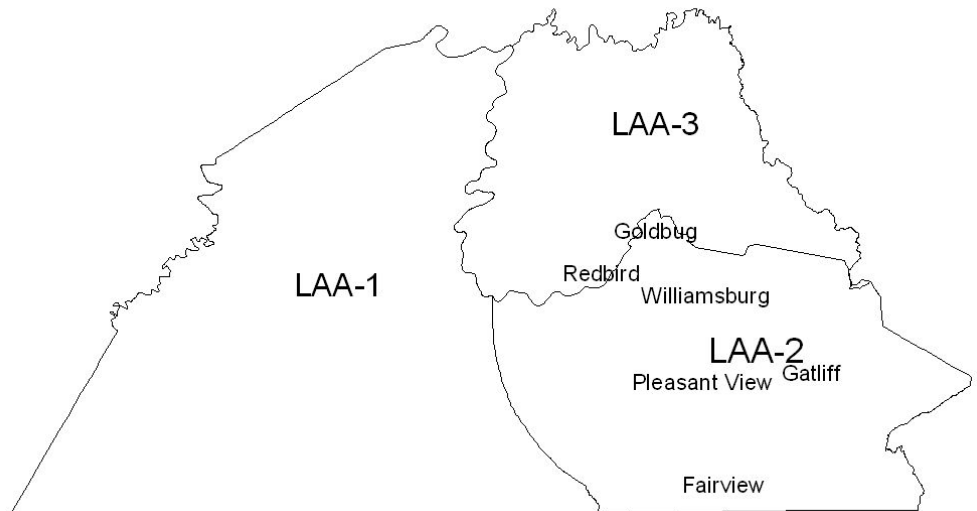 LAA-3
Goldbug
Redbird
LAA-1
Williamsburg
LAA-2
Gatliff
Pleasant View
Fairview